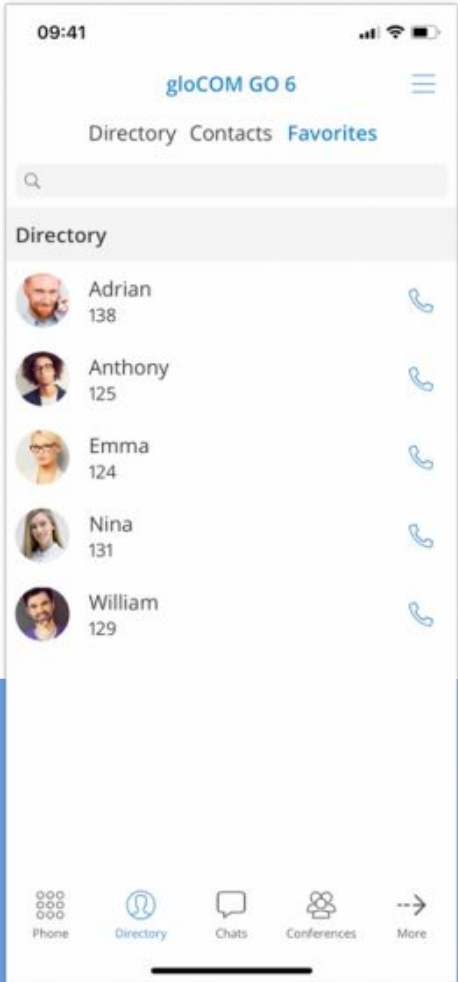 09:41
gloCOM GO 6
Directory Contacts Favorites
Directory
Adrian
138
Anthony
125
Emma
124
Nina
131
William
129
Phone Directory Chats Conferences More